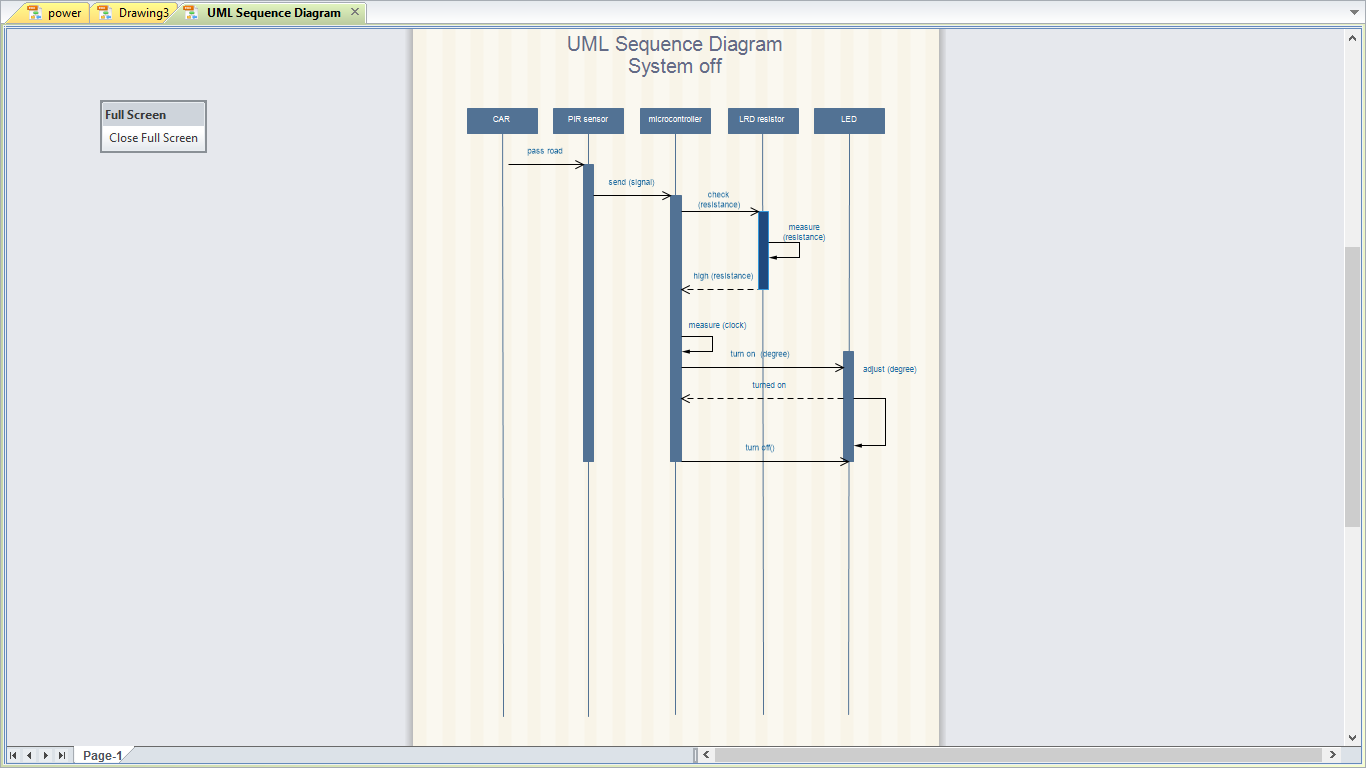 power
Drawing3
UML Sequence Diagram
UML Sequence Diagram
System off
Full Screen
Close Full Screen
CAR
PIR sensor
microcontroller
LRD resistor
LED
pass road
send (signal)
check
(resistance)
measure
(resistance)
high (resistance)
measure (clock)
turn on (degree)
adjust (degree)
turned on
turn off()
Page-1